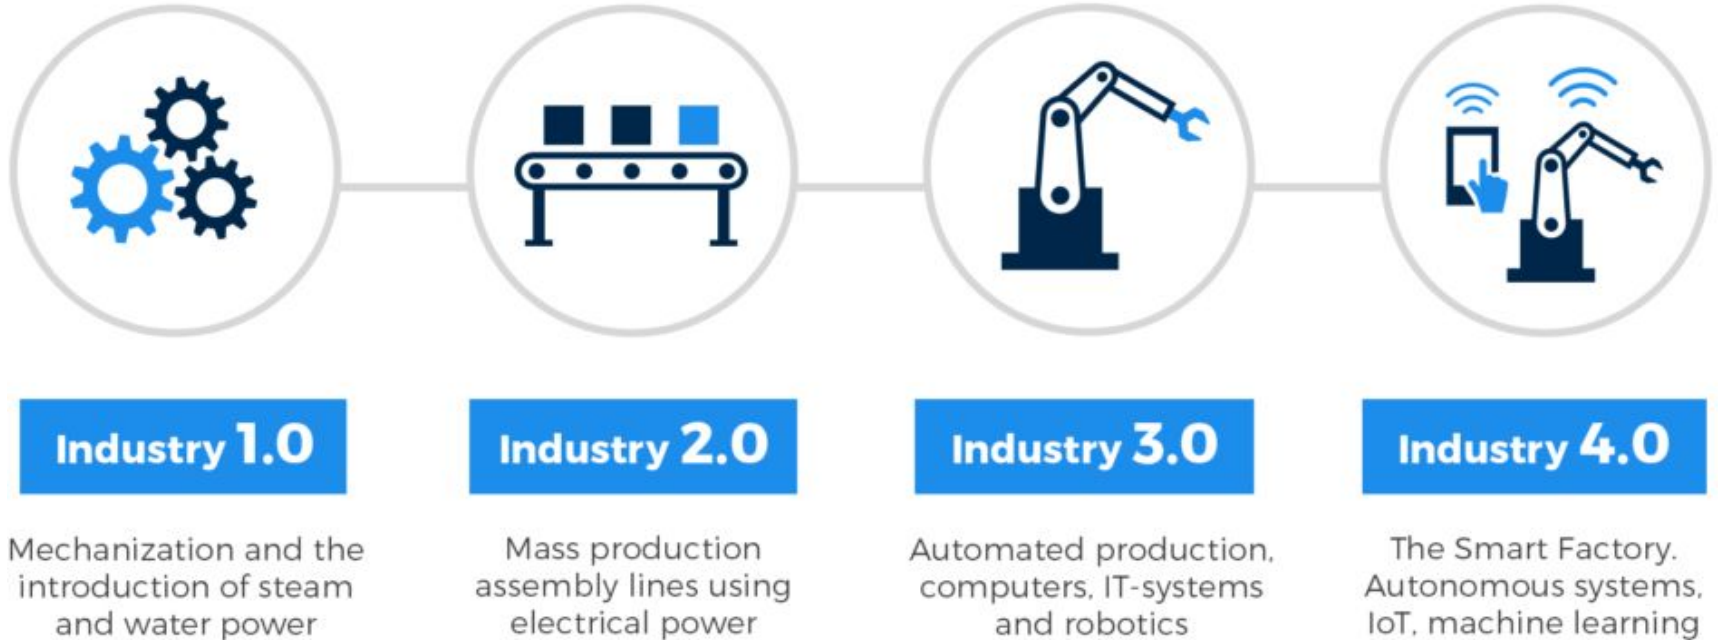 Industry 1.0
Mechanization and the
introduction of steam
and water power
Industry 2.0
Mass production
assembly lines using
electrical power
Industry 3.0
Automated production,
computers, IT-systems
and robotics
Industry 4.0
The Smart Factory.
Autonomous systems,
IoT, machine learning